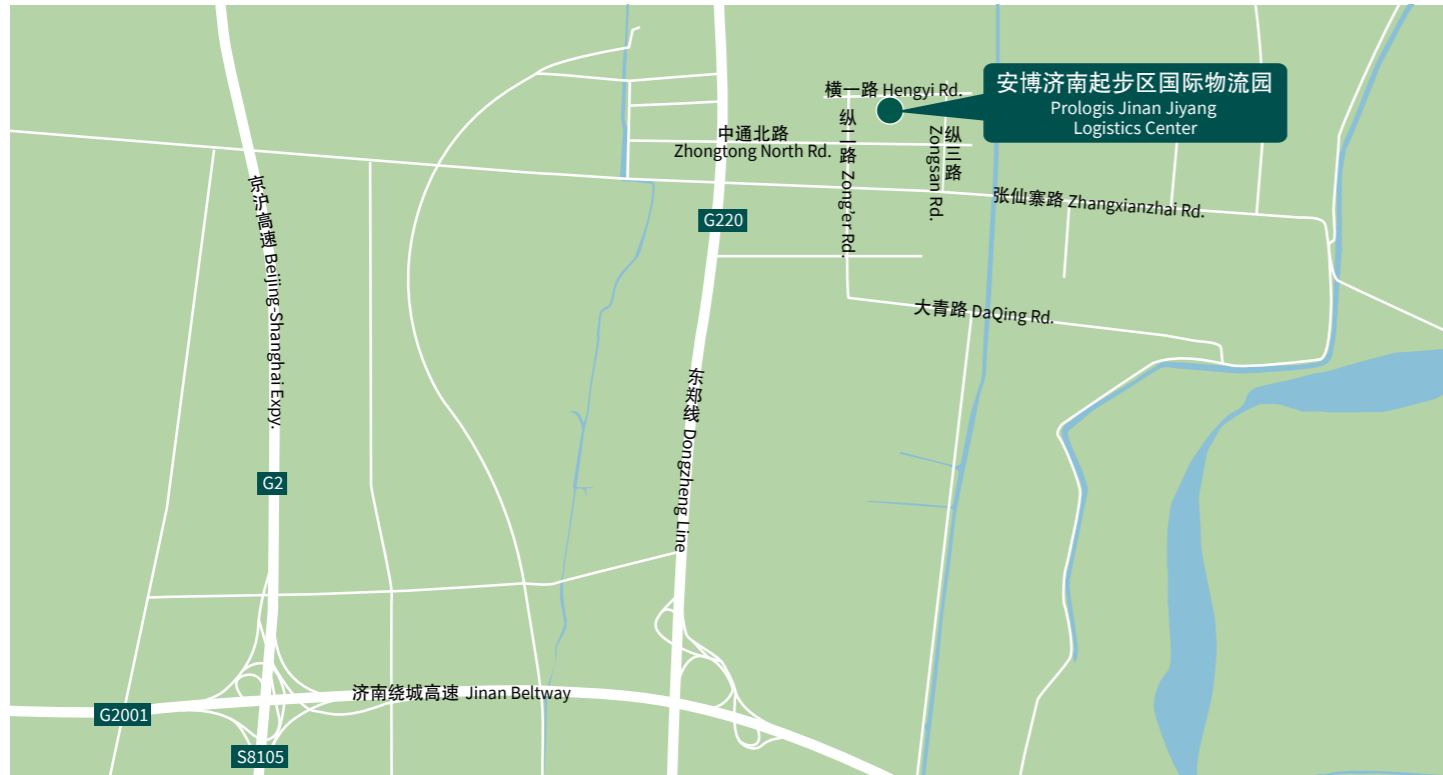 横一路 Hengyi Rd.
安博济南起步区国际物流园
Prologis Jinan Jiyang
Logistics Center
中通北路
Zhongtong North Rd.
纵二路 Zong'er Rd.
纵三路
Zongsan Rd.
京沪高速 Beijing-Shanghai Expy.
张仙寨路 Zhangxianzhai Rd.
G220
大青路 DaQing Rd.
东郑线 Dongzheng Line
G2
济南绕城高速 Jinan Beltway
G2001
S8105